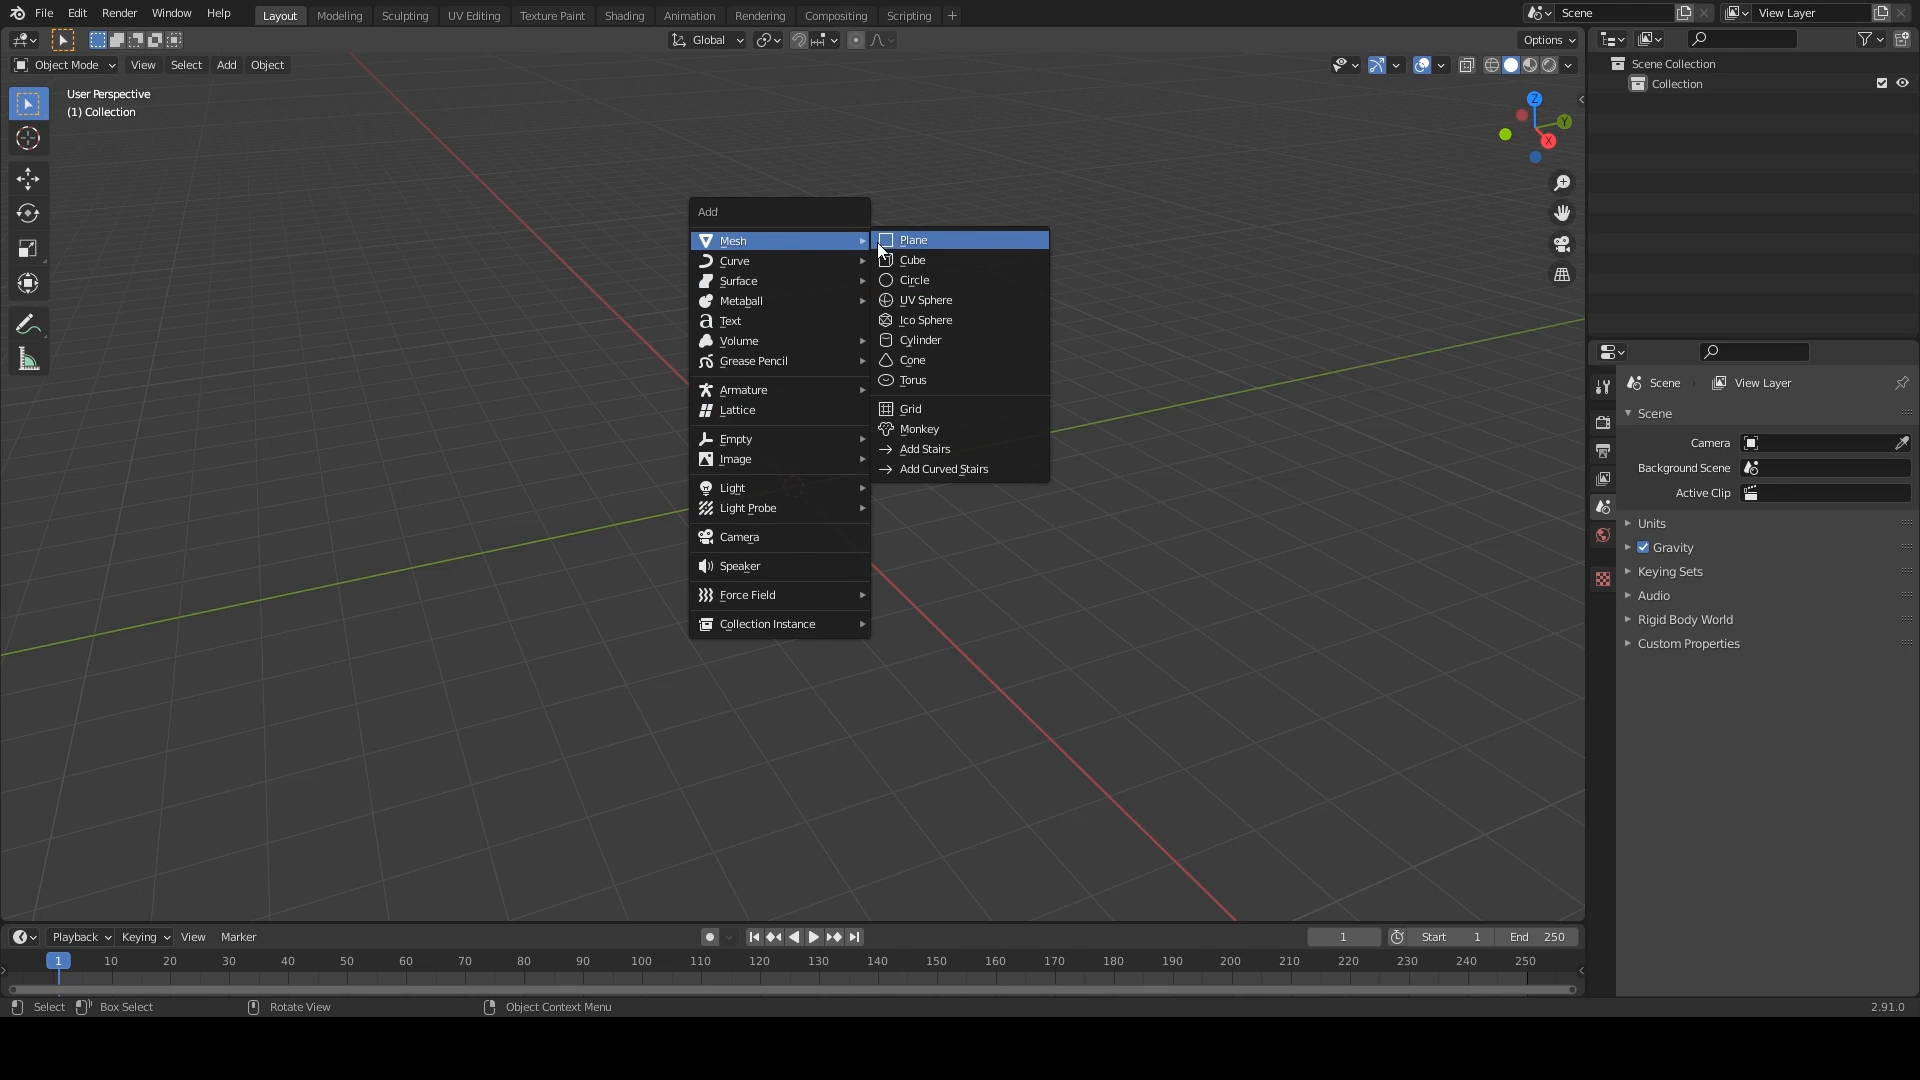 File Edit Render Window Help Layout Modeling Sculpting UV Editing Texture Paint Shading Animation Rendering Compositing Scripting + Scene View Layer
Global Options
Object Mode View Select Add Object
User Perspective
(1) Collection
Z
Y
X
Add
Mesh
Curve
Surface
Metaball
Text
Volume
Grease Pencil
Armature
Lattice
Empty
Image
Light
Light Probe
Camera
Speaker
Force Field
Collection Instance
Plane
Cube
Circle
UV Sphere
Ico Sphere
Cylinder
Cone
Torus
Grid
Monkey
Add Stairs
Add Curved Stairs
Scene Collection
Collection
Scene View Layer
Scene
Camera
Background Scene
Active Clip
Units
Gravity
Keying Sets
Audio
Rigid Body World
Custom Properties
Playback Keying View Marker 1 Start 1 End 250
1 10 20 30 40 50 60 70 80 90 100 110 120 130 140 150 160 170 180 190 200 210 220 230 240 250
Select Box Select Rotate View Object Context Menu 2.91.0